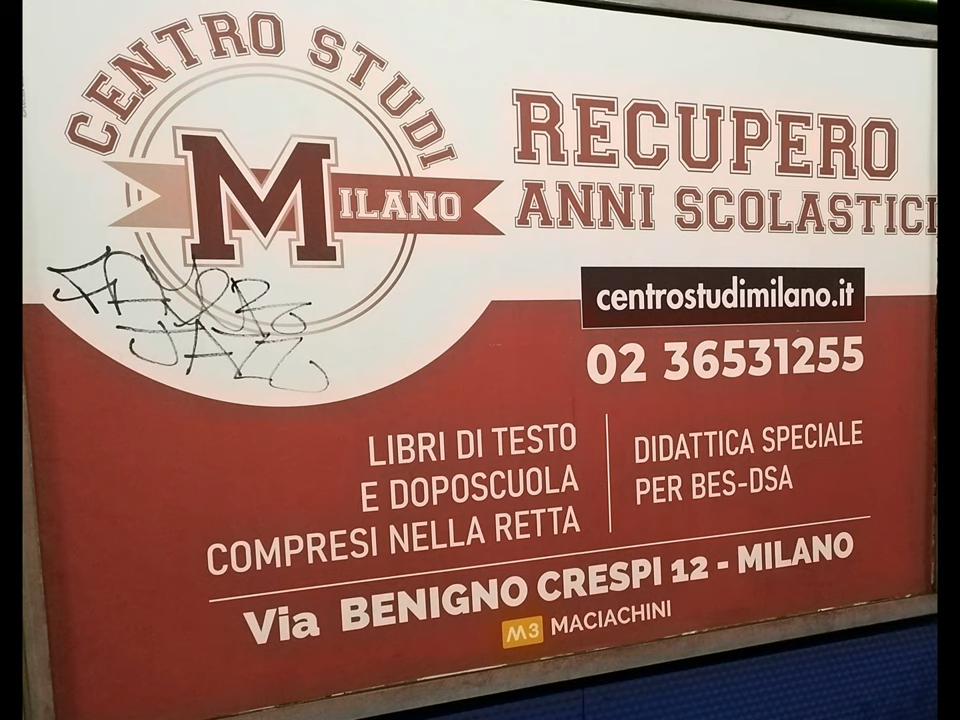 CENTRO STUDI
MILANO
RECUPERO
ANNI SCOLASTICI
centrostudimilano.it
02 36531255
LIBRI DI TESTO
E DOPOSCUOLA
COMPRESI NELLA RETTA
DIDATTICA SPECIALE
PER BES-DSA
Via BENIGNO CRESPI 12 - MILANO
M3 MACIACHINI